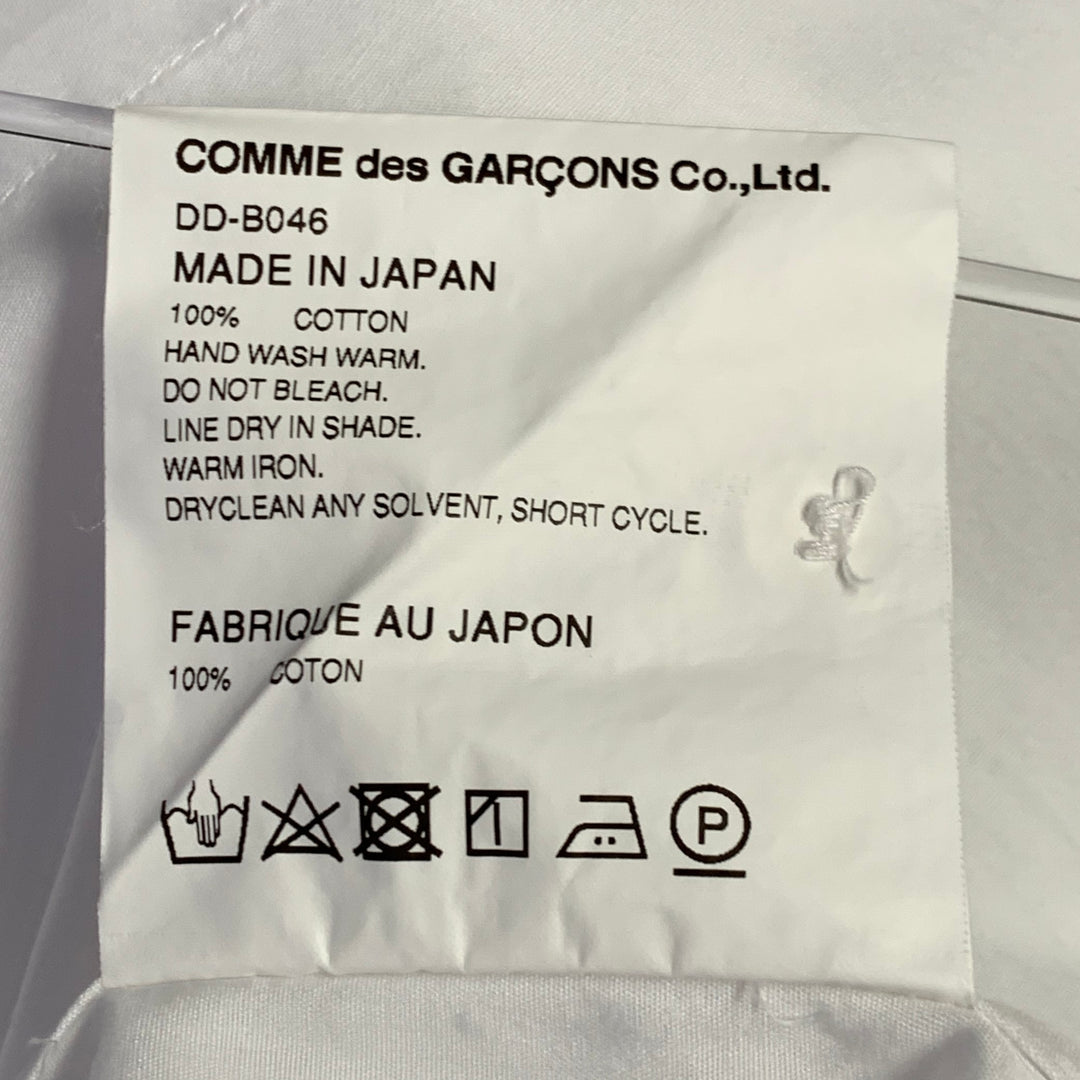 COMME des GARÇONS Co.,Ltd.
DD-B046
MADE IN JAPAN
100% COTTON
HAND WASH WARM.
DO NOT BLEACH.
LINE DRY IN SHADE.
WARM IRON.
DRYCLEAN ANY SOLVENT, SHORT CYCLE.
FABRIQUE AU JAPON
100% COTON
P